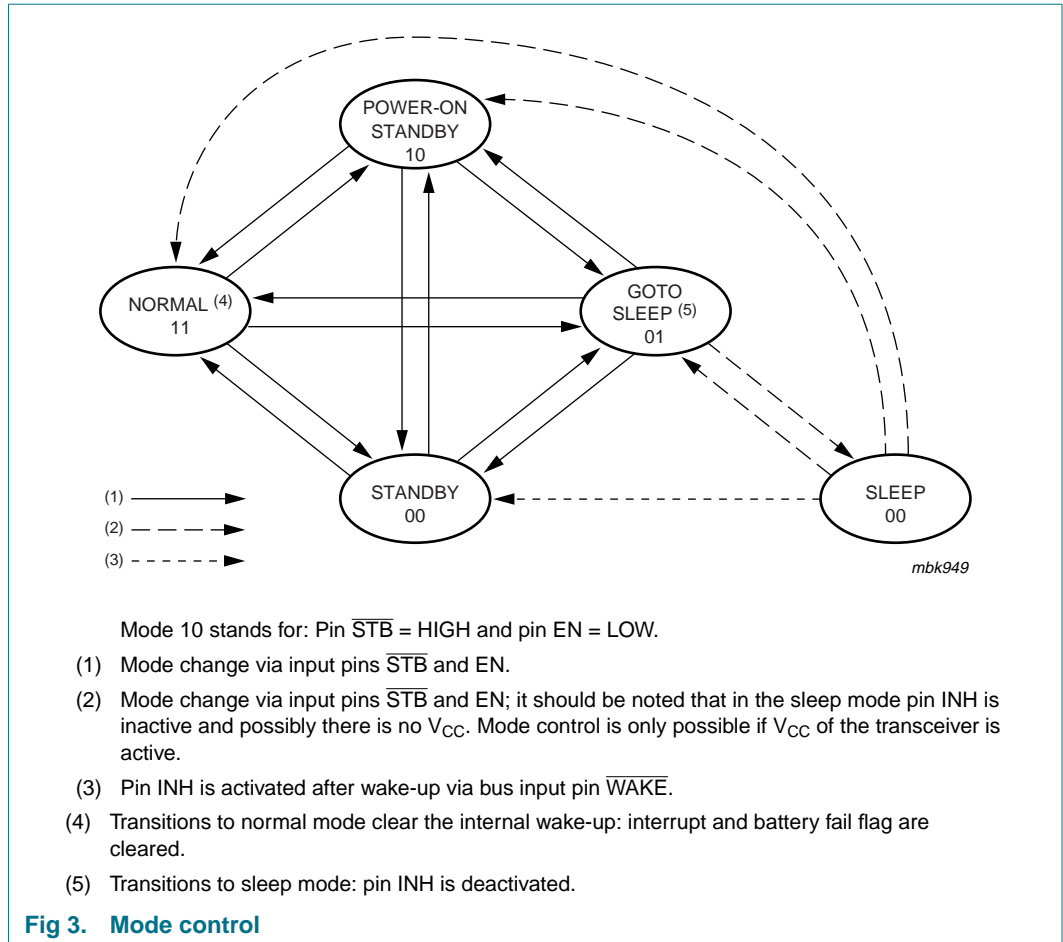 POWER-ON
STANDBY
10
NORMAL (4)
11
GOTO
SLEEP (5)
01
STANDBY
00
SLEEP
00
(1)
(2)
(3)
mbk949
Mode 10 stands for: Pin S̅T̅B̅ = HIGH and pin EN = LOW.
(1) Mode change via input pins S̅T̅B̅ and EN.
(2) Mode change via input pins S̅T̅B̅ and EN; it should be noted that in the sleep mode pin INH is
inactive and possibly there is no VCC. Mode control is only possible if VCC of the transceiver is
active.
(3) Pin INH is activated after wake-up via bus input pin W̅A̅K̅E̅.
(4) Transitions to normal mode clear the internal wake-up: interrupt and battery fail flag are
cleared.
(5) Transitions to sleep mode: pin INH is deactivated.
Fig 3. Mode control